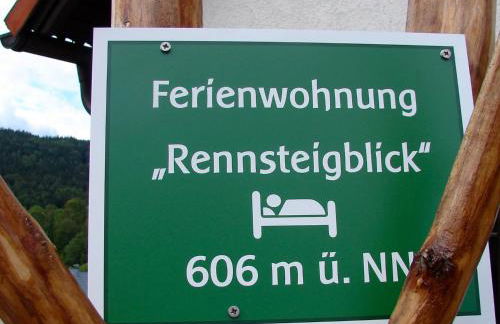 Ferienwohnung
„Rennsteigblick“
606 m ü. NN